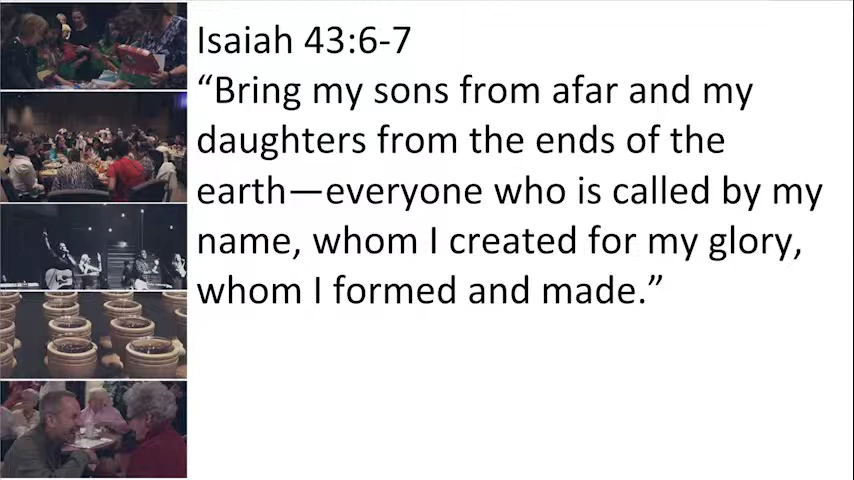 Isaiah 43:6-7
“Bring my sons from afar and my
daughters from the ends of the
earth—everyone who is called by my
name, whom I created for my glory,
whom I formed and made.”